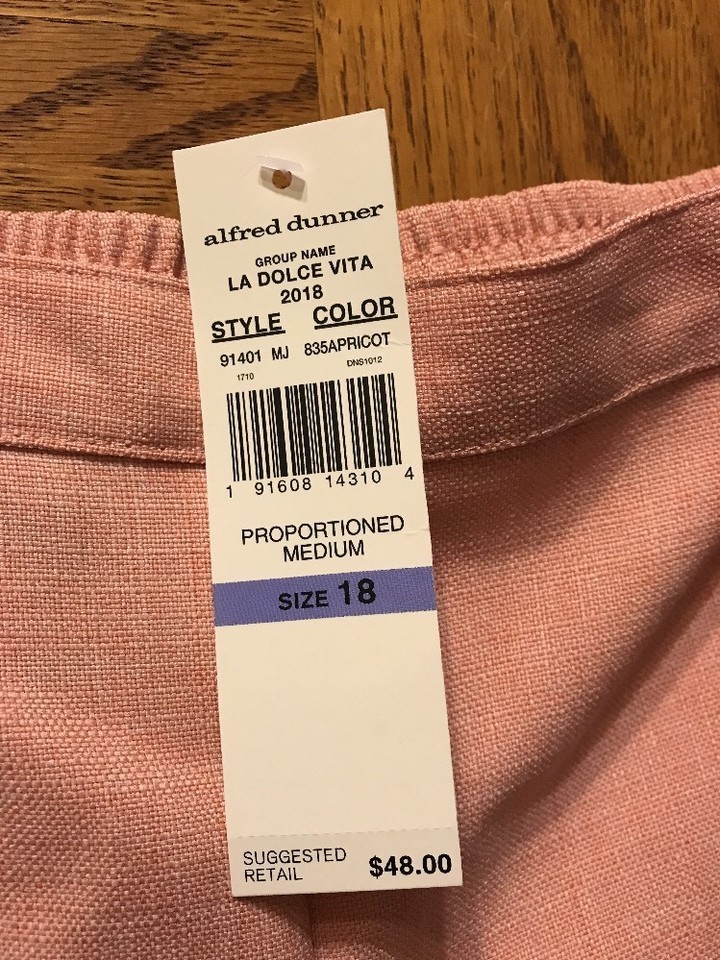 alfred dunner
GROUP NAME
LA DOLCE VITA
2018
STYLE COLOR
91401 MJ 835APRICOT
1710 DNS1012
1 91608 14310 4
PROPORTIONED
MEDIUM
SIZE 18
SUGGESTED
RETAIL $48.00